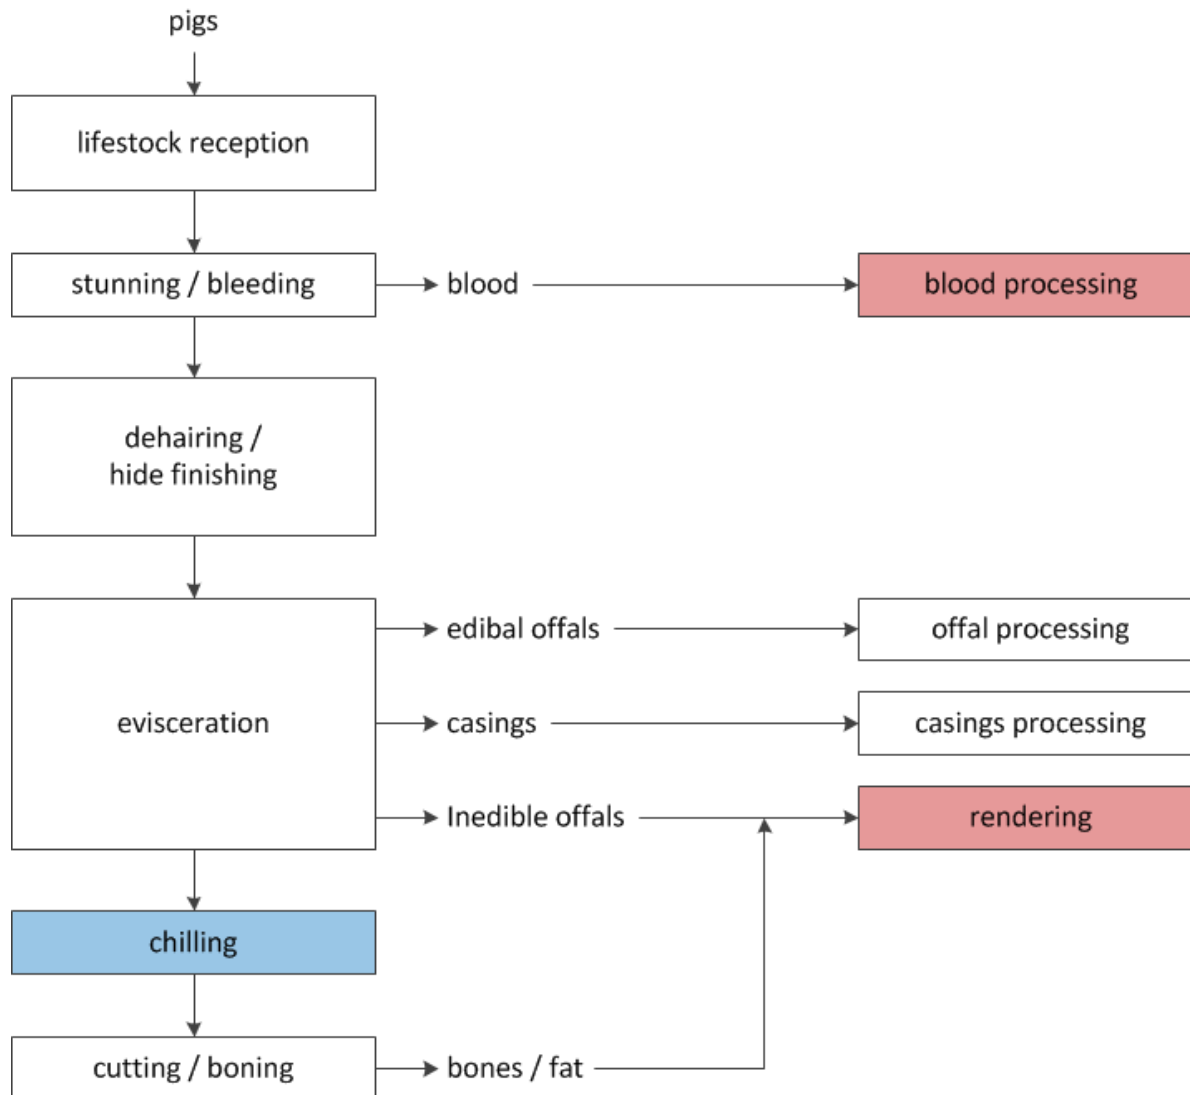 pigs
lifestock reception
stunning / bleeding
blood
blood processing
dehairing /
hide finishing
evisceration
edibal offals
offal processing
casings
casings processing
Inedible offals
rendering
chilling
cutting / boning
bones / fat